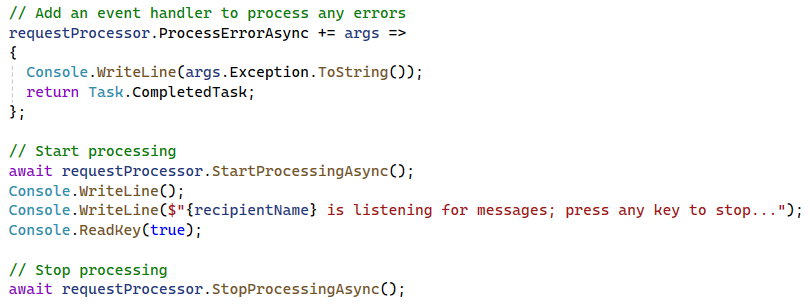 // Add an event handler to process any errors
requestProcessor.ProcessErrorAsync += args =>
{
  Console.WriteLine(args.Exception.ToString());
  return Task.CompletedTask;
};

// Start processing
await requestProcessor.StartProcessingAsync();
Console.WriteLine();
Console.WriteLine($"{recipientName} is listening for messages; press any key to stop...");
Console.ReadKey(true);

// Stop processing
await requestProcessor.StopProcessingAsync();